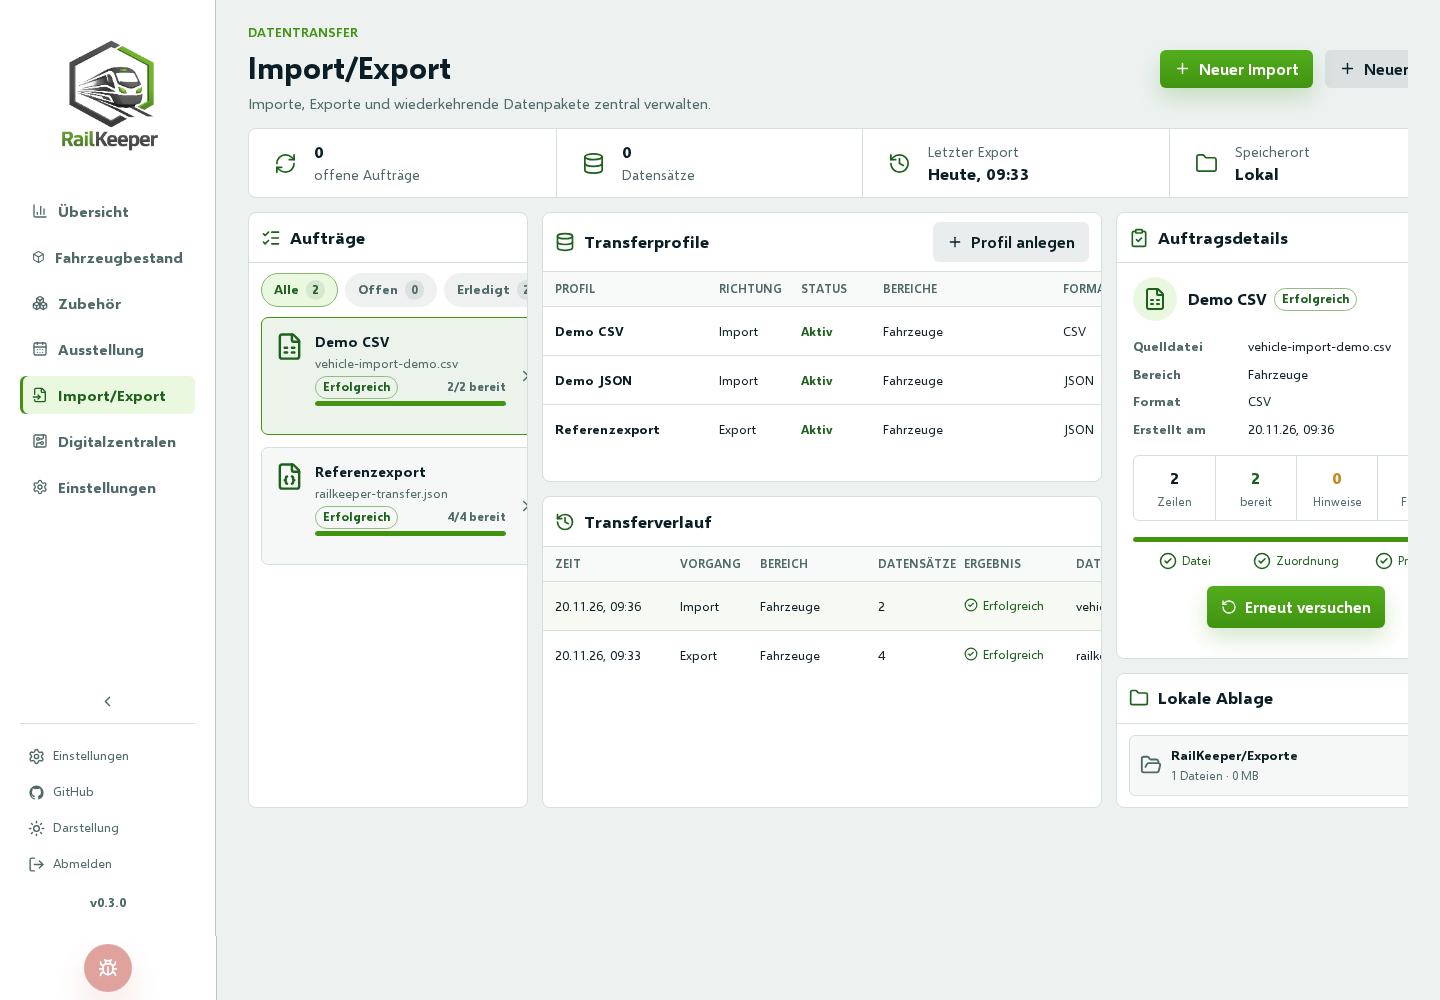 RailKeeper
Übersicht
Fahrzeugbestand
Zubehör
Ausstellung
Import/Export
Digitalzentralen
Einstellungen
Einstellungen
GitHub
Darstellung
Abmelden
v0.3.0
DATENTRANSFER
Import/Export
Importe, Exporte und wiederkehrende Datenpakete zentral verwalten.
Neuer Import
Neuer
0
offene Aufträge
0
Datensätze
Letzter Export
Heute, 09:33
Speicherort
Lokal
Aufträge
Alle 2 Offen 0 Erledigt 2
Demo CSV
vehicle-import-demo.csv
Erfolgreich 2/2 bereit
Referenzexport
railkeeper-transfer.json
Erfolgreich 4/4 bereit
Transferprofile
Profil anlegen
PROFIL RICHTUNG STATUS BEREICHE FORMA
Demo CSV Import Aktiv Fahrzeuge CSV
Demo JSON Import Aktiv Fahrzeuge JSON
Referenzexport Export Aktiv Fahrzeuge JSON
Transferverlauf
ZEIT VORGANG BEREICH DATENSÄTZE ERGEBNIS DAT
20.11.26, 09:36 Import Fahrzeuge 2 Erfolgreich vehic
20.11.26, 09:33 Export Fahrzeuge 4 Erfolgreich railke
Auftragsdetails
Demo CSV Erfolgreich
Quelldatei vehicle-import-demo.csv
Bereich Fahrzeuge
Format CSV
Erstellt am 20.11.26, 09:36
2 2 0
Zeilen bereit Hinweise F
Datei Zuordnung Pr
Erneut versuchen
Lokale Ablage
RailKeeper/Exporte
1 Dateien · 0 MB